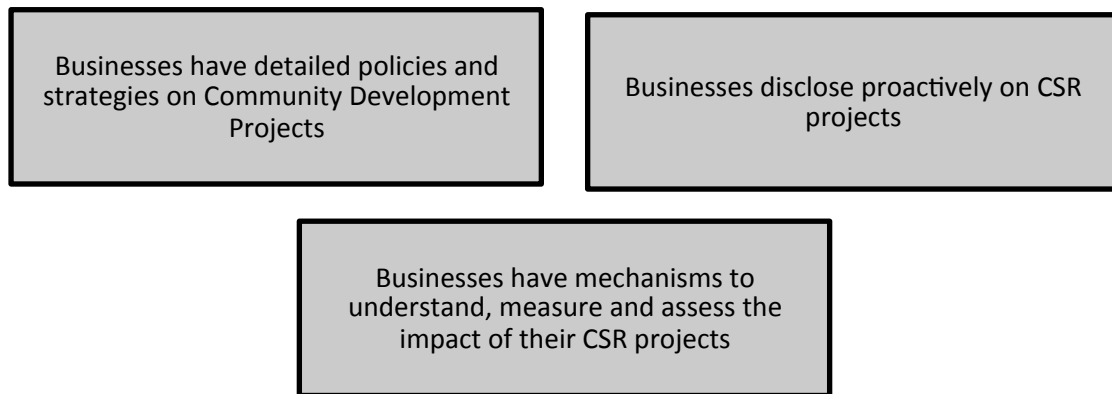 Businesses have detailed policies and
strategies on Community Development
Projects
Businesses disclose proactively on CSR
projects
Businesses have mechanisms to
understand, measure and assess the
impact of their CSR projects